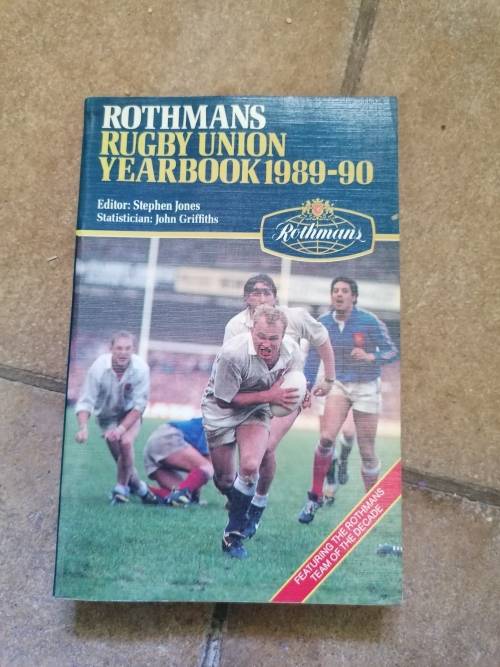 ROTHMANS
RUGBY UNION
YEARBOOK 1989-90
Editor: Stephen Jones
Statistician: John Griffiths
Rothmans
FEATURING THE ROTHMANS
TEAM OF THE DECADE